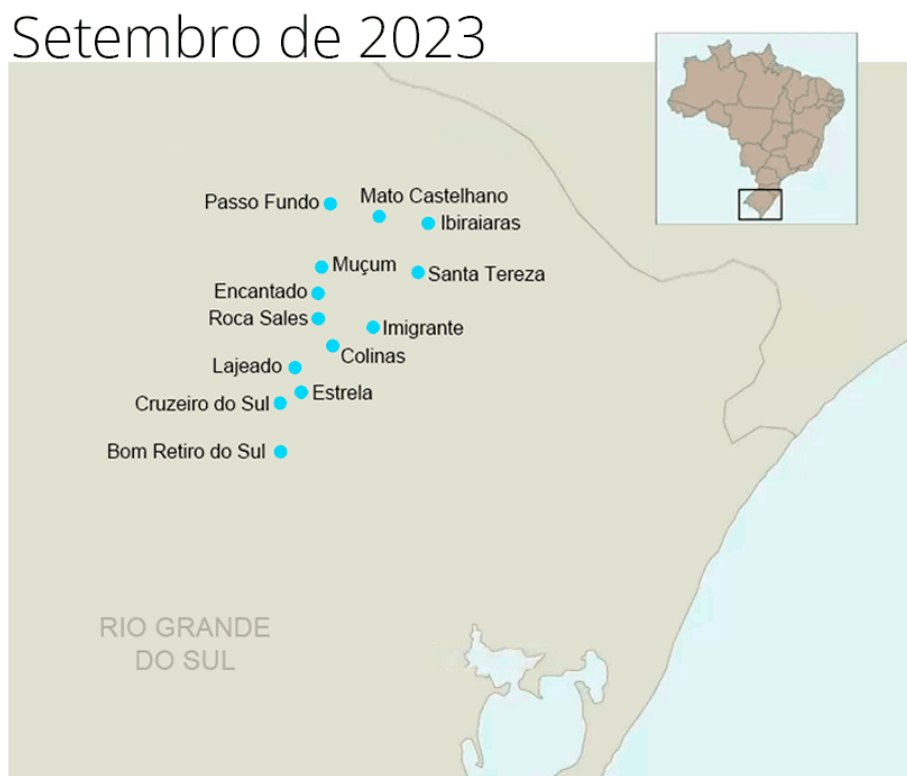 Setembro de 2023
Passo Fundo
Mato Castelhano
Ibiraiaras
Muçum
Santa Tereza
Encantado
Roca Sales
Imigrante
Colinas
Lajeado
Estrela
Cruzeiro do Sul
Bom Retiro do Sul
RIO GRANDE
DO SUL